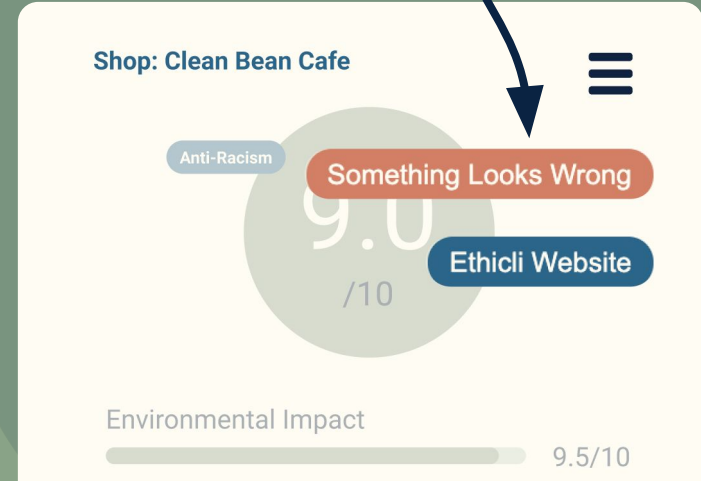 Shop: Clean Bean Cafe
Anti-Racism
Something Looks Wrong
9.0
Ethicli Website
/10
Environmental Impact
9.5/10